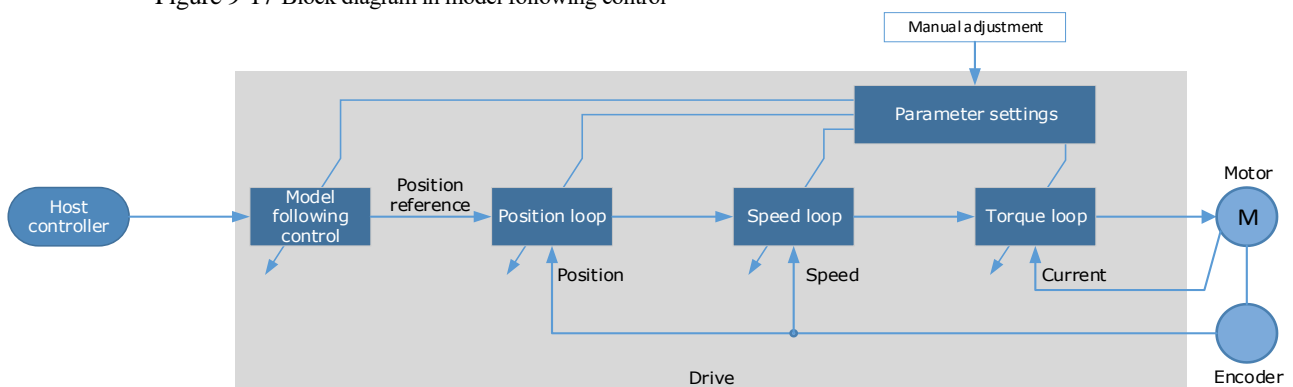 Figure 9-17 Block diagram in model following control
Manual adjustment
Parameter settings
Motor
Host
controller
Model
following
control
Position
reference
Position loop
Speed loop
Torque loop
M
Position
Speed
Current
Drive
Encoder